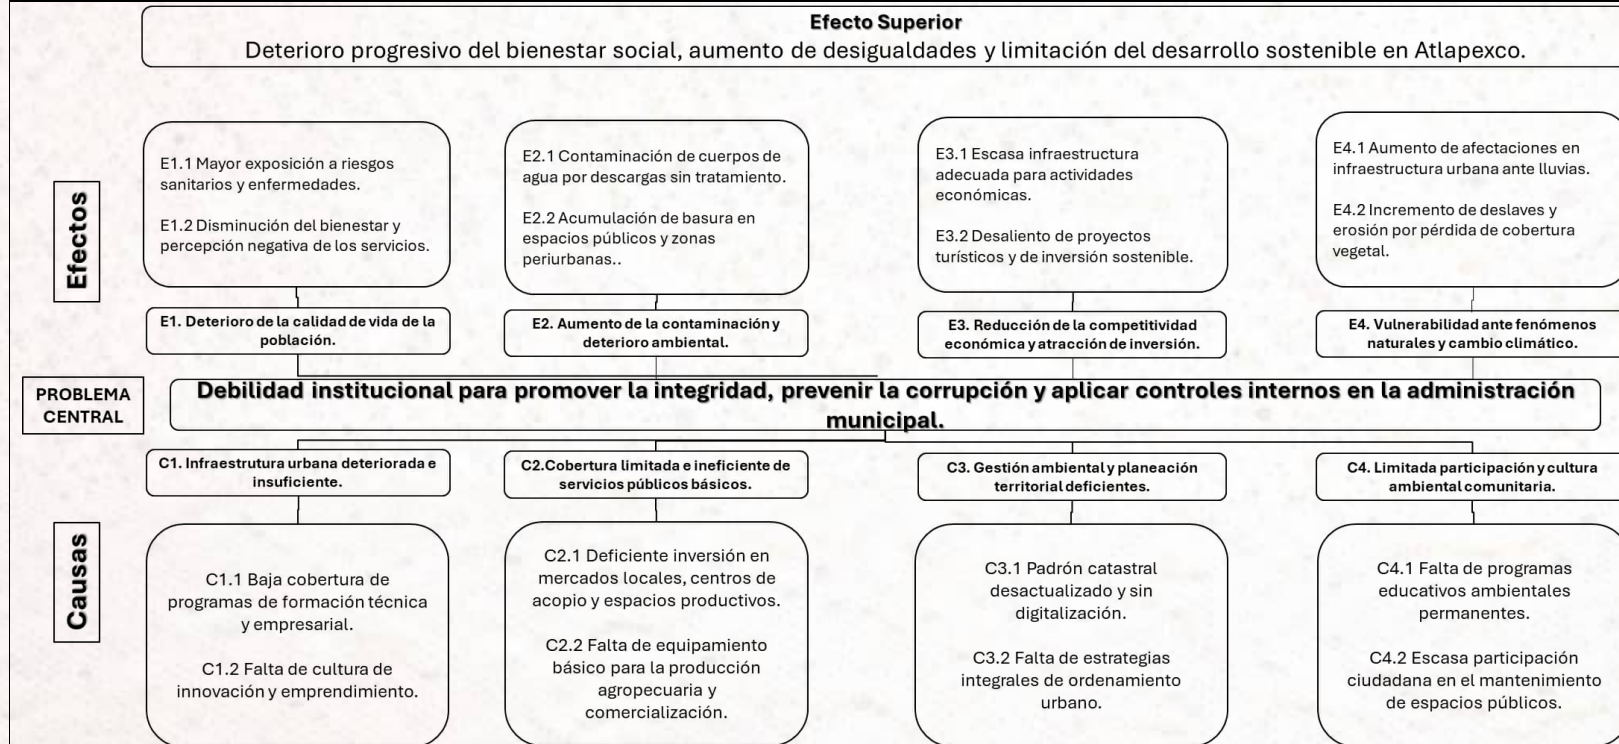 Efecto Superior
Deterioro progresivo del bienestar social, aumento de desigualdades y limitación del desarrollo sostenible en Atlapexco.
Efectos
E1.1 Mayor exposición a riesgos
sanitarios y enfermedades.
E1.2 Disminución del bienestar y
percepción negativa de los servicios.
E2.1 Contaminación de cuerpos de
agua por descargas sin tratamiento.
E2.2 Acumulación de basura en
espacios públicos y zonas
periurbanas..
E3.1 Escasa infraestructura
adecuada para actividades
económicas.
E3.2 Desaliento de proyectos
turísticos y de inversión sostenible.
E4.1 Aumento de afectaciones en
infraestructura urbana ante lluvias.
E4.2 Incremento de deslaves y
erosión por pérdida de cobertura
vegetal.
E1. Deterioro de la calidad de vida de la
población.
E2. Aumento de la contaminación y
deterioro ambiental.
E3. Reducción de la competitividad
económica y atracción de inversión.
E4. Vulnerabilidad ante fenómenos
naturales y cambio climático.
PROBLEMA
CENTRAL
Debilidad institucional para promover la integridad, prevenir la corrupción y aplicar controles internos en la administración
municipal.
C1. Infraestrutura urbana deteriorada e
insuficiente.
C2.Cobertura limitada e ineficiente de
servicios públicos básicos.
C3. Gestión ambiental y planeación
territorial deficientes.
C4. Limitada participación y cultura
ambiental comunitaria.
Causas
C1.1 Baja cobertura de
programas de formación técnica
y empresarial.
C1.2 Falta de cultura de
innovación y emprendimiento.
C2.1 Deficiente inversión en
mercados locales, centros de
acopio y espacios productivos.
C2.2 Falta de equipamiento
básico para la producción
agropecuaria y
comercialización.
C3.1 Padrón catastral
desactualizado y sin
digitalización.
C3.2 Falta de estrategias
integrales de ordenamiento
urbano.
C4.1 Falta de programas
educativos ambientales
permanentes.
C4.2 Escasa participación
ciudadana en el mantenimiento
de espacios públicos.